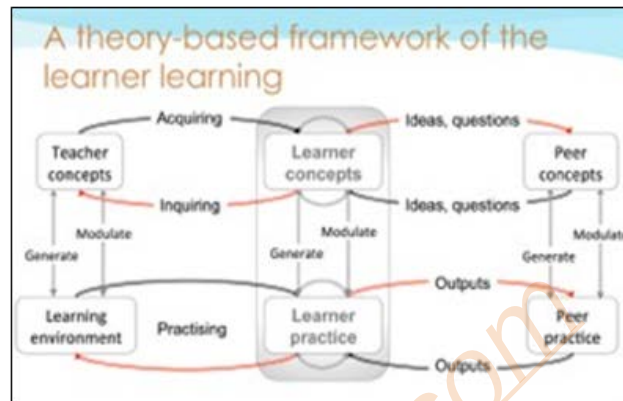 A theory-based framework of the
learner learning
Acquiring
Ideas, questions
Teacher
concepts
Learner
concepts
Peer
concepts
Inquiring
Ideas, questions
Generate
Modulate
Generate
Modulate
Generate
Modulate
Outputs
Learning
environment
Practising
Learner
practice
Peer
practice
Outputs
com